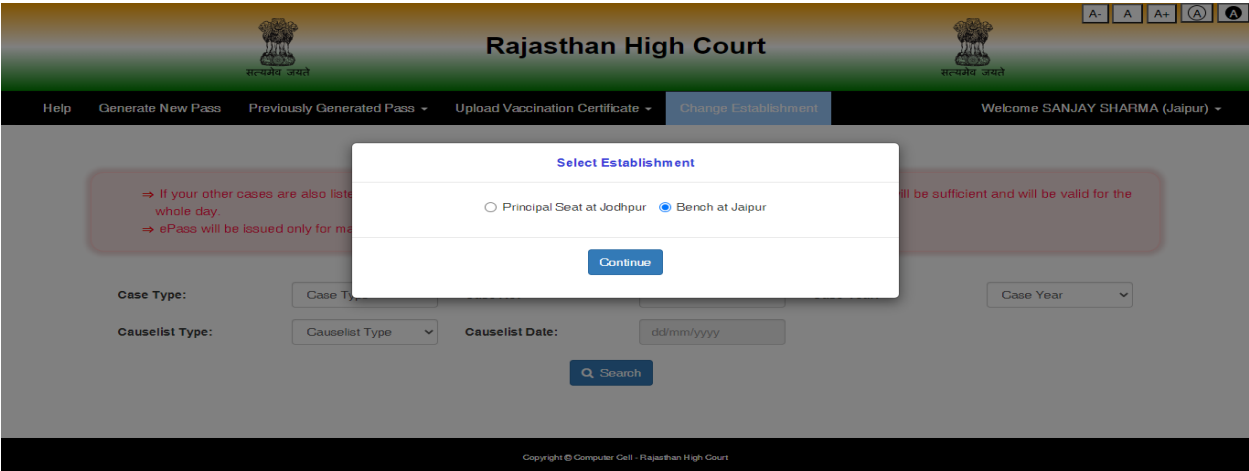 A- A A+ A A
Rajasthan High Court
सत्यमेव जयते सत्यमेव जयते
Help Generate New Pass Previously Generated Pass Upload Vaccination Certificate Change Establishment Welcome SANJAY SHARMA (Jaipur)
Select Establishment
⇒ If your other cases are also liste will be sufficient and will be valid for the
whole day.
Principal Seat at Jodhpur Bench at Jaipur
⇒ ePass will be issued only for ma
Continue
Case Type: Case Ty Case Year
Causelist Type: Causelist Type Causelist Date: dd/mm/yyyy
Search
Copyright © Computer Cell - Rajasthan High Court